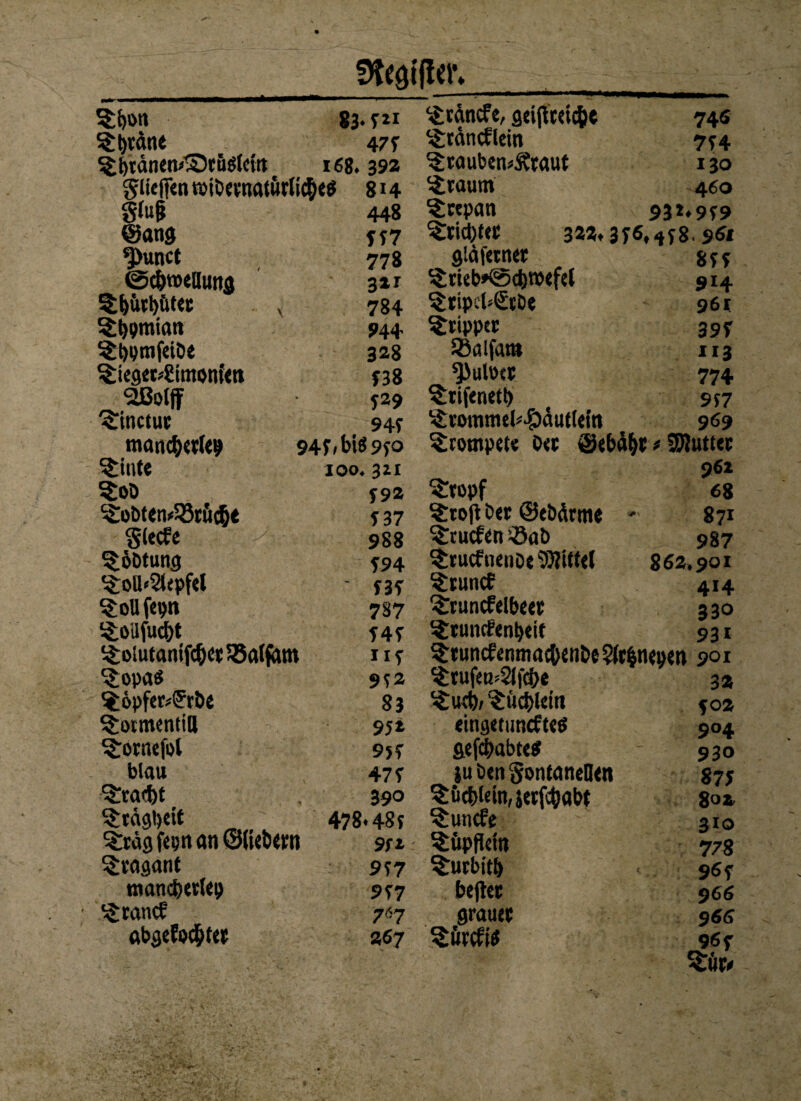 Register.
Thon 83. 521
Thräne 475
Thränen-Drüßlein 168. 392
Fliessen widernatürliches 814
Fluß 448
Gang 557
Punct 778
Schwellung 321
Thürhüter 784
Thymian 944
Thymseide 328
Tieger-Limonien 538
Wolff 529
Tinctur 945
mancherley 945, bis 950
Tinte 100. 321
Tod 592
Todten-Brüche 537
Flecke 988
Tödtung 594
Toll-Aepfel 535
Toll seyn 787
Tollsucht 545
Tolutanischer Balsam 115
Topas 952
Töpfer-Erde 83
Tormentill 952
Tornesol 955
blau 475
Tracht 390
Trägheit 478. 485
Träg seyn an Gliedern 952
Tragant 957
mancherley 957
Tranck 767
abgekochter 267
Träncke, geistreiche 746
Träncklein 754
Trauben-Kraut 130
Traum 460
Trepan 932. 959
Trichter 322. 356. 458. 961
gläserner 855
Trieb-Schwefel 914
Tripel-Erde 961
Tripper 395
Balsam 113
Pulver 774
Triseneth 957
Trommel-Häutlein 969
Trompete der Gebähr-Mutter
962
Tropf 68
Trost der Gedärme 871
Trucken Bad 987
Trucknende Mittel 862. 901
Trunck 414
Trunckelbeer 330
Trunckenheit 931
Trunckenmachende Artzneyen 901
Trusen-Asche 32
Tuch, Tüchlein 502
eingetuncktes 904
geschabtes 930
zu den Fontanellen 875
Tüchlein, zerschabt 802
Tuncke 310
Tüpflein 778
Turbith 965
bester 966
grauer 966
Türckis 965
Tür-